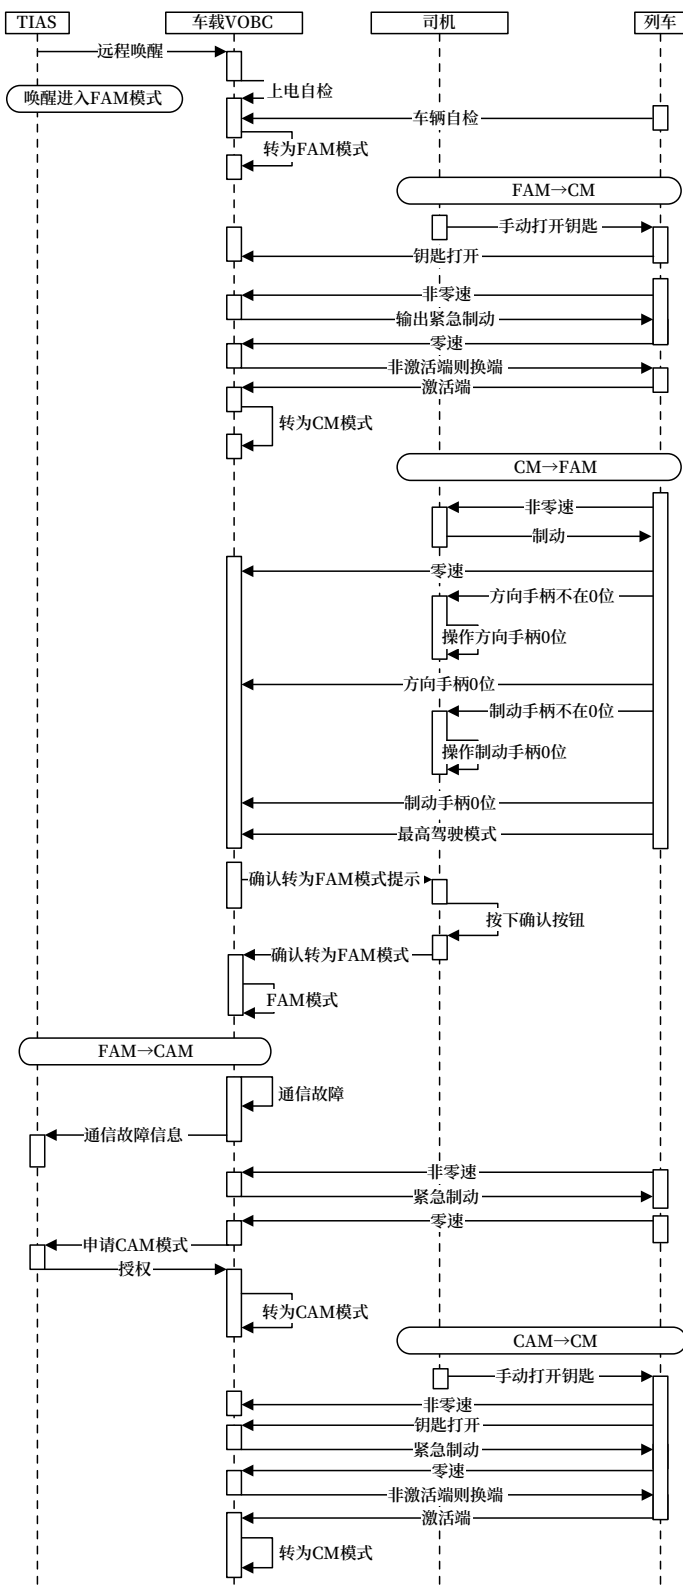 TIAS
车载VOBC
司机
列车
远程唤醒
上电自检
唤醒进入FAM模式
车辆自检
转为FAM模式
FAM→CM
手动打开钥匙
钥匙打开
非零速
输出紧急制动
零速
非激活端则换端
激活端
转为CM模式
CM→FAM
非零速
制动
零速
方向手柄不在0位
操作方向手柄0位
方向手柄0位
制动手柄不在0位
操作制动手柄0位
制动手柄0位
最高驾驶模式
确认转为FAM模式提示
按下确认按钮
确认转为FAM模式
FAM模式
FAM→CAM
通信故障
通信故障信息
非零速
紧急制动
零速
申请CAM模式
授权
转为CAM模式
CAM→CM
手动打开钥匙
非零速
钥匙打开
紧急制动
零速
非激活端则换端
激活端
转为CM模式